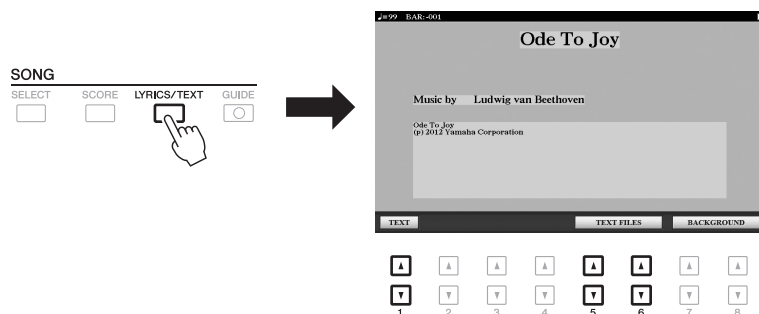 SONG
SELECT SCORE LYRICS/TEXT GUIDE
♩=99 BAR:-001
Ode To Joy
Music by Ludwig van Beethoven
Ode To Joy
(p) 2012 Yamaha Corporation
TEXT TEXT FILES BACKGROUND
1 2 3 4 5 6 7 8